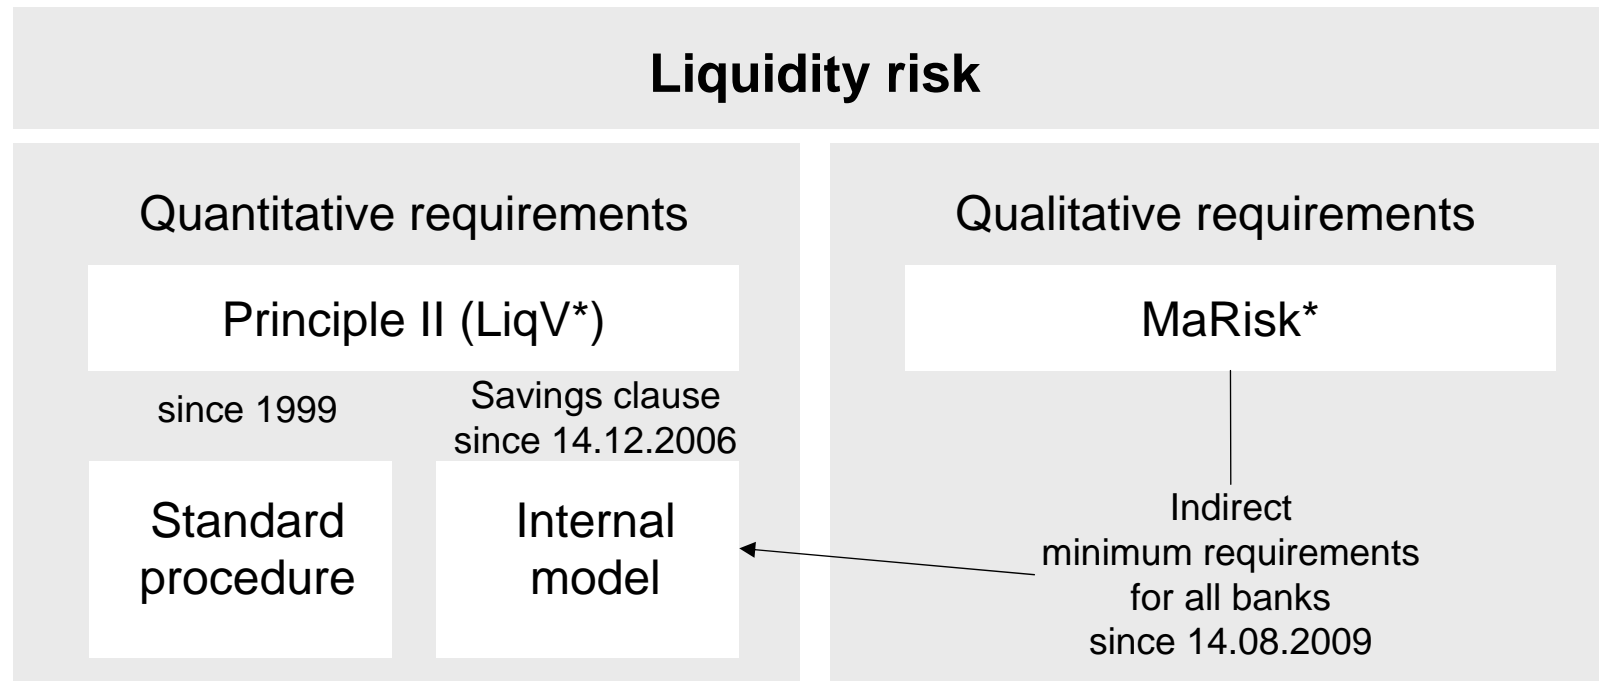 Liquidity risk
Quantitative requirements
Principle II (LiqV*)
since 1999
Savings clause
since 14.12.2006
Standard
procedure
Internal
model
Qualitative requirements
MaRisk*
Indirect
minimum requirements
for all banks
since 14.08.2009